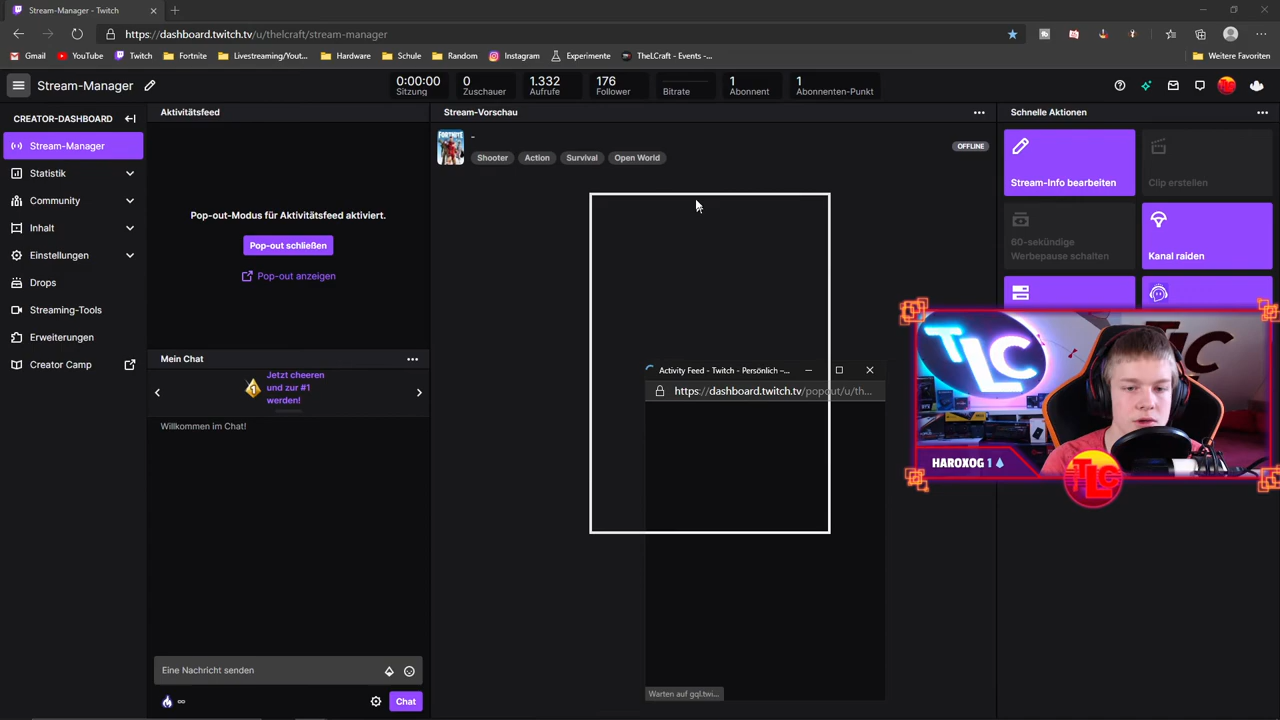 Stream-Manager - Twitch
https://dashboard.twitch.tv/u/thelcraft/stream-manager
Gmail
YouTube
Twitch
Fortnite
Livestreaming/Yout...
Hardware
Schule
Random
Instagram
Experimente
TheLCraft - Events -...
Weitere Favoriten
Stream-Manager
0:00:00
Sitzung
0
Zuschauer
1.332
Aufrufe
176
Follower
Bitrate
1
Abonnent
1
Abonnenten-Punkt
CREATOR-DASHBOARD
Stream-Manager
Statistik
Community
Inhalt
Einstellungen
Drops
Streaming-Tools
Erweiterungen
Creator Camp
Aktivitätsfeed
Pop-out-Modus für Aktivitätsfeed aktiviert.
Pop-out schließen
Pop-out anzeigen
Mein Chat
Jetzt cheeren
und zur #1
werden!
Willkommen im Chat!
Eine Nachricht senden
Chat
Stream-Vorschau
FORTNITE
-
Shooter
Action
Survival
Open World
OFFLINE
Activity Feed - Twitch - Persönlich –...
https://dashboard.twitch.tv/popout/u/th...
Warten auf gql.twi...
Schnelle Aktionen
Stream-Info bearbeiten
Clip erstellen
60-sekündige
Werbepause schalten
Kanal raiden
TLC
HAROXOG 1
TLC